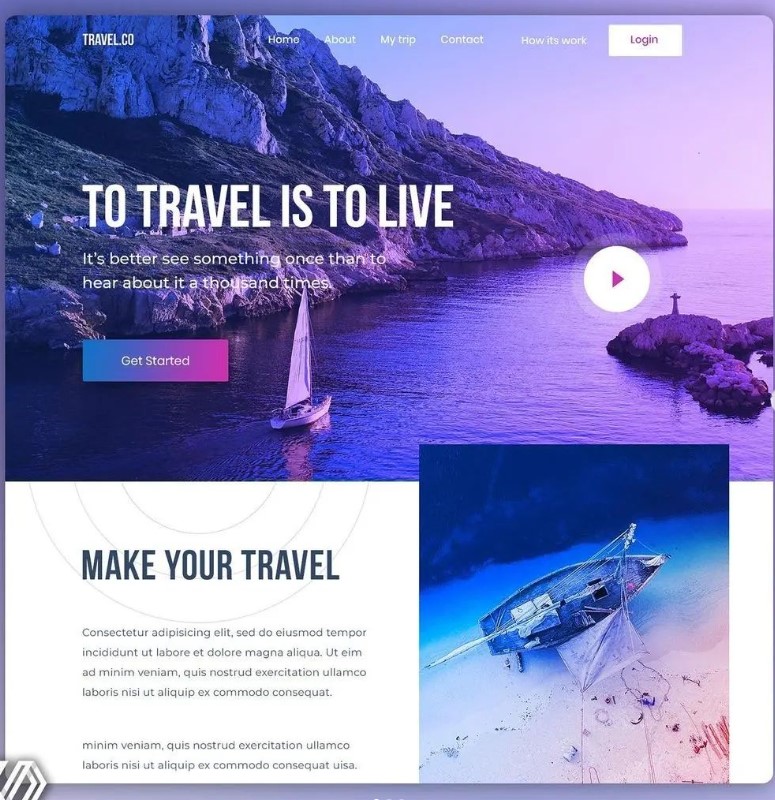 TRAVEL.CO
Home About My trip Contact How it's work Login
TO TRAVEL IS TO LIVE
It's better see something once than to
hear about it a thousand times.
Get Started
MAKE YOUR TRAVEL
Consectetur adipisicing elit, sed do eiusmod tempor
incididunt ut labore et dolore magna aliqua. Ut eim
ad minim veniam, quis nostrud exercitation ullamco
laboris nisi ut aliquip ex commodo consequat.
minim veniam, quis nostrud exercitation ullamco
laboris nisi ut aliquip ex commodo consequat uisa.